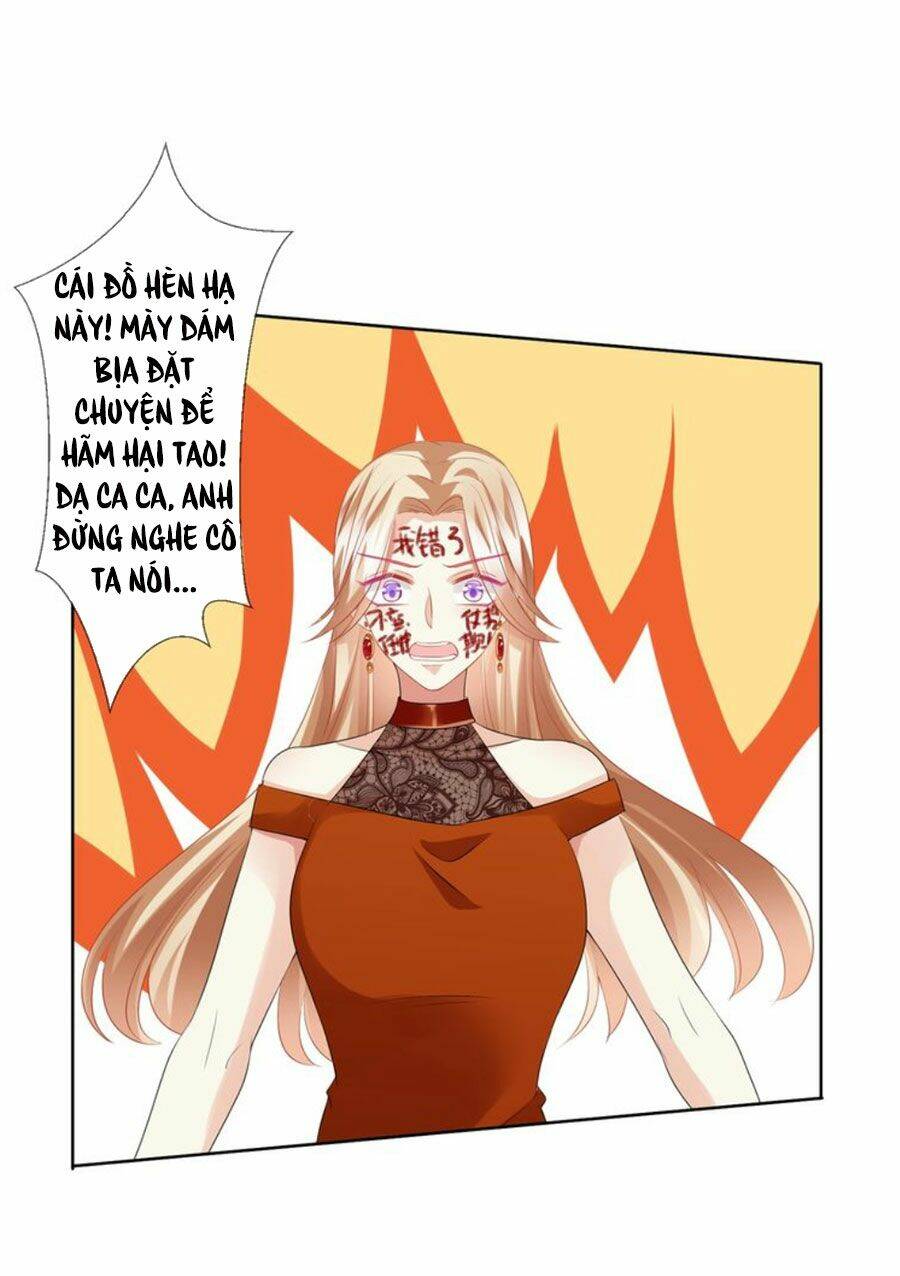 CÁI ĐỒ HÈN HẠ
NÀY! MÀY DÁM
BỊA ĐẶT
CHUYỆN ĐỂ
HÃM HẠI TAO!
DẠ CA CA, ANH
ĐỪNG NGHE CÔ
TA NÓI...
我错了